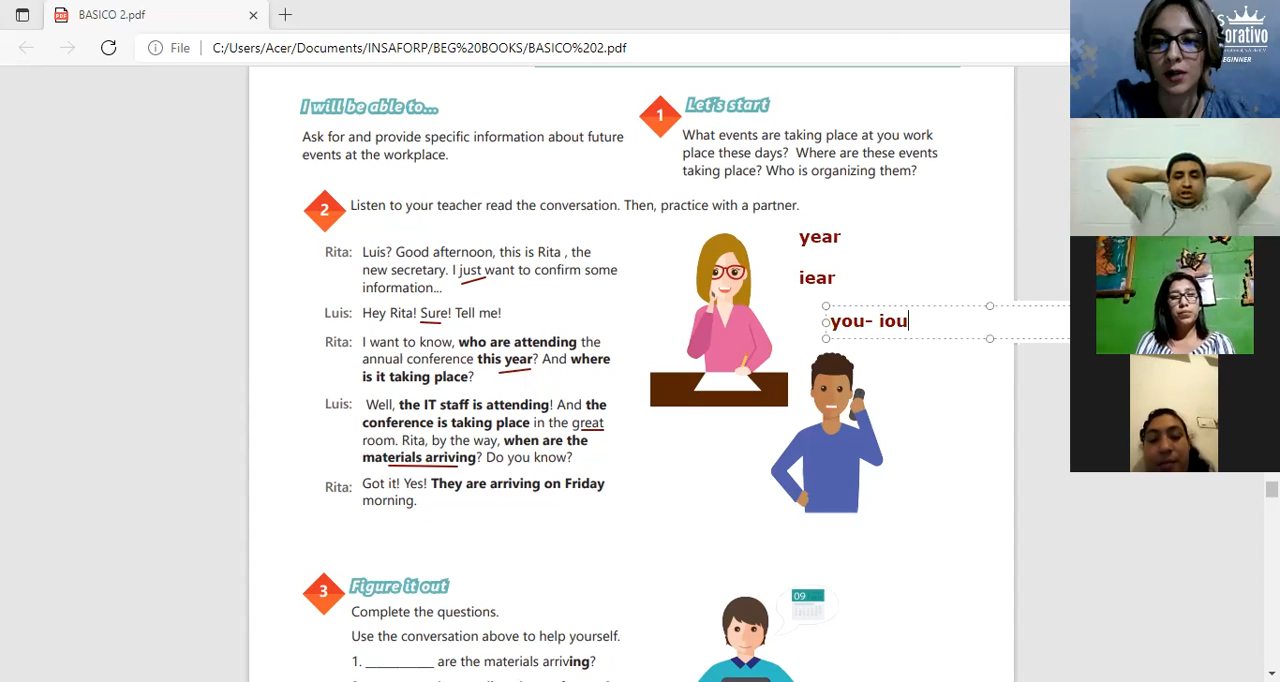 BASICO 2.pdf
File
C:/Users/Acer/Documents/INSAFORP/BEG%20BOOKS/BASICO%202.pdf
orativo
EGINNER
I will be able to...
Ask for and provide specific information about future
events at the workplace.
1
Let's start
What events are taking place at you work
place these days? Where are these events
taking place? Who is organizing them?
2
Listen to your teacher read the conversation. Then, practice with a partner.
Rita: Luis? Good afternoon, this is Rita , the
new secretary. I just want to confirm some
information...
Luis: Hey Rita! Sure! Tell me!
Rita: I want to know, who are attending the
annual conference this year? And where
is it taking place?
Luis: Well, the IT staff is attending! And the
conference is taking place in the great
room. Rita, by the way, when are the
materials arriving? Do you know?
Rita: Got it! Yes! They are arriving on Friday
morning.
year
iear
you- iou
3
Figure it out
Complete the questions.
Use the conversation above to help yourself.
1. __________ are the materials arriving?
09